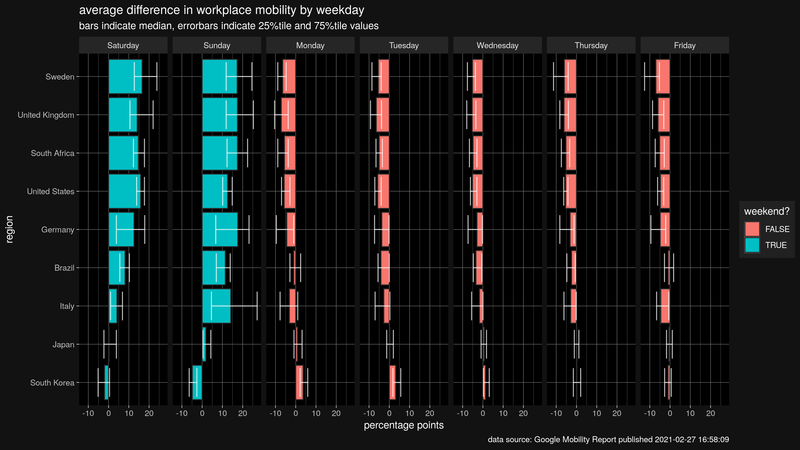 average difference in workplace mobility by weekday
bars indicate median, errorbars indicate 25%tile and 75%tile values
Saturday Sunday Monday Tuesday Wednesday Thursday Friday
region
Sweden
United Kingdom
South Africa
United States
Germany
Brazil
Italy
Japan
South Korea
-10 0 10 20 -10 0 10 20 -10 0 10 20 -10 0 10 20 -10 0 10 20 -10 0 10 20 -10 0 10 20
percentage points
weekend?
FALSE
TRUE
data source: Google Mobility Report published 2021-02-27 16:58:09